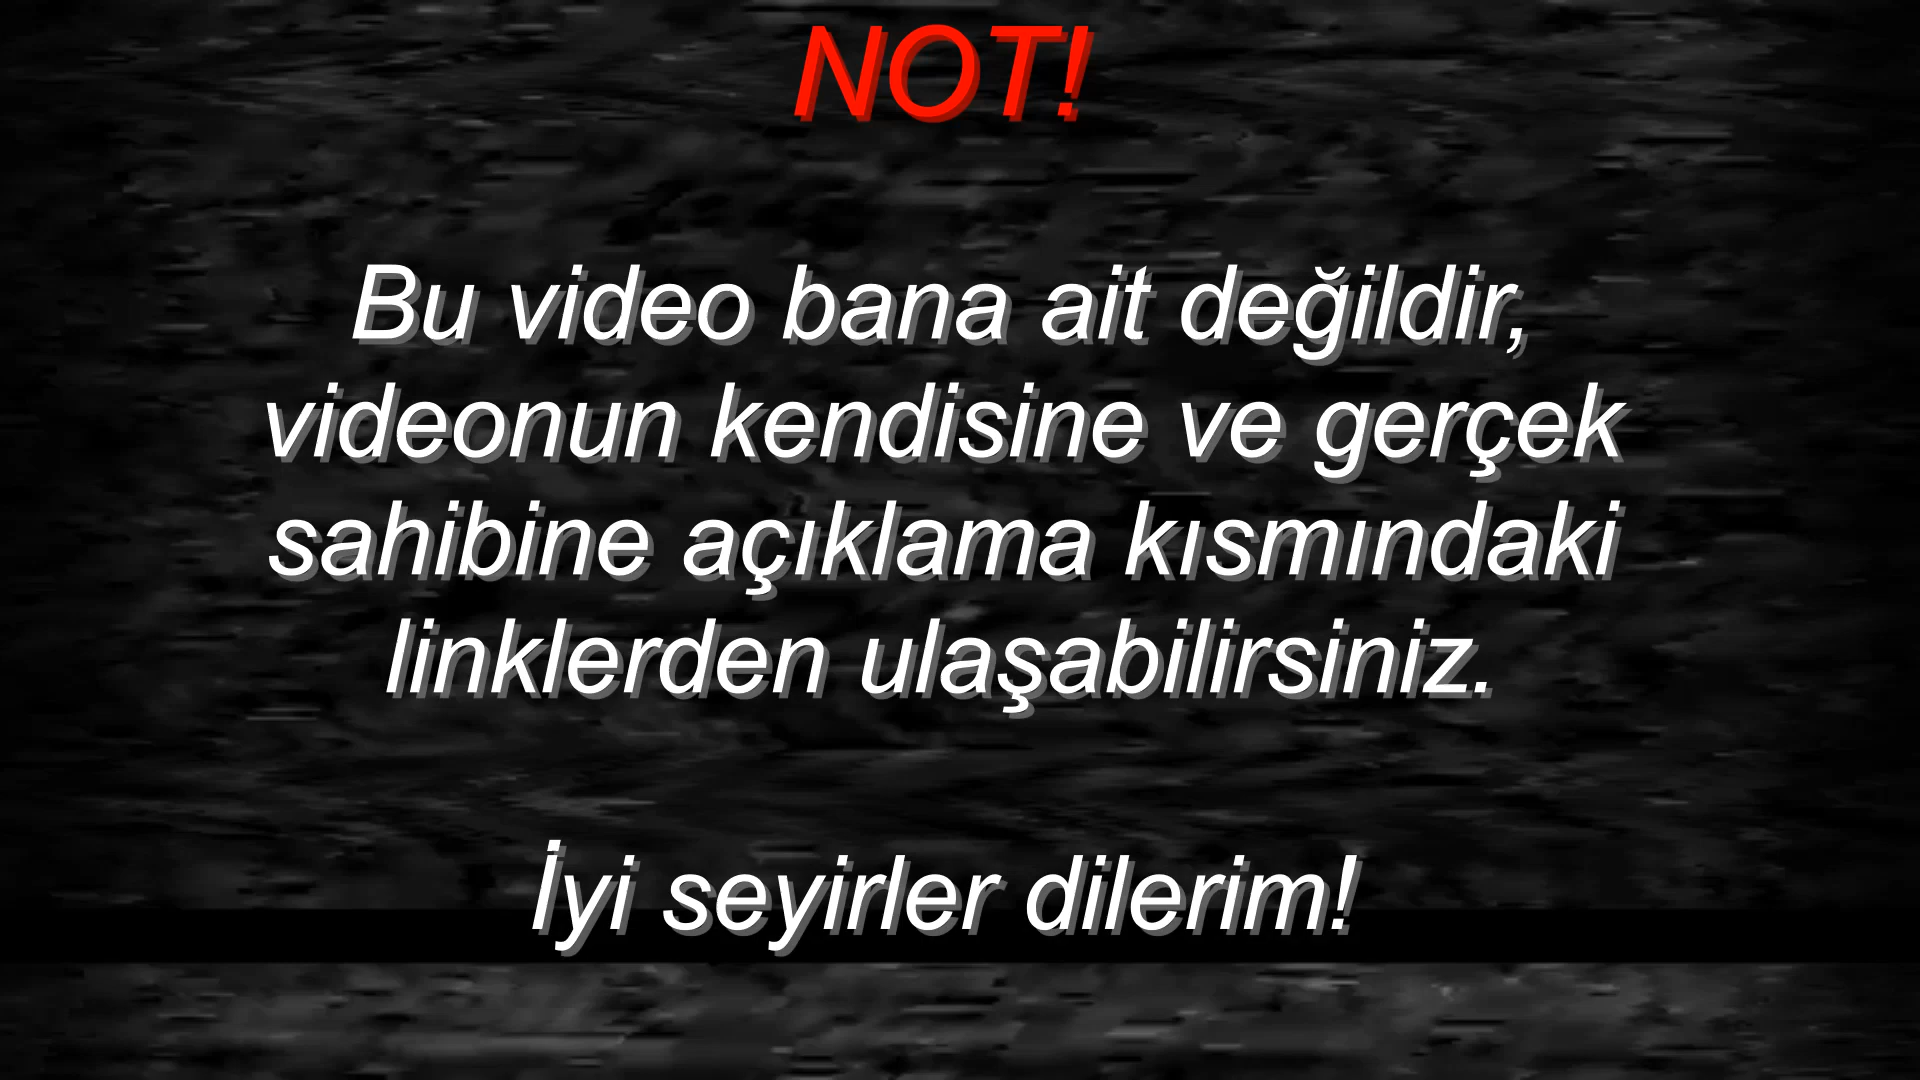 NOT!
Bu video bana ait değildir,
videonun kendisine ve gerçek
sahibine açıklama kısmındaki
linklerden ulaşabilirsiniz.
İyi seyirler dilerim!